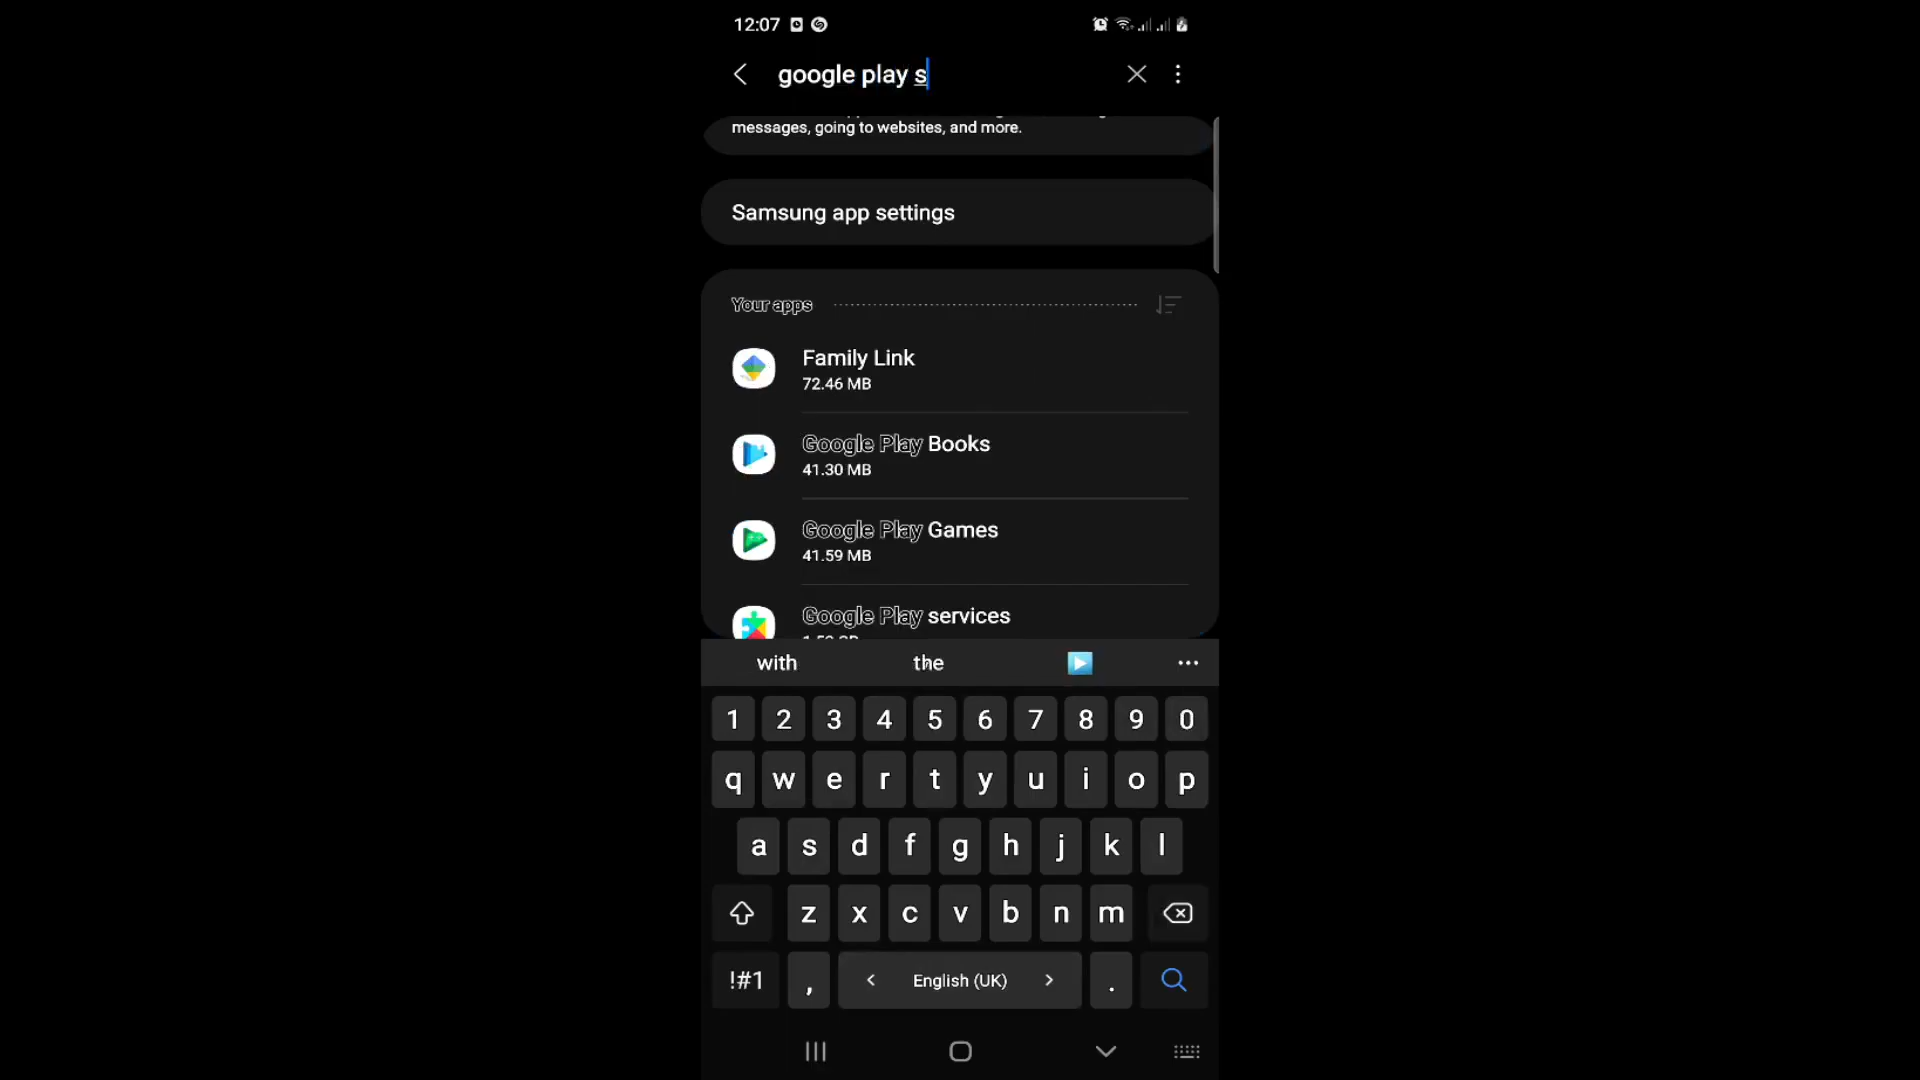 12:07
google play s
messages, going to websites, and more.
Samsung app settings
Your apps
Family Link
72.46 MB
Google Play Books
41.30 MB
Google Play Games
41.59 MB
Google Play services
with the
1 2 3 4 5 6 7 8 9 0
q w e r t y u i o p
a s d f g h j k l
z x c v b n m
!#1 , < English (UK) > .